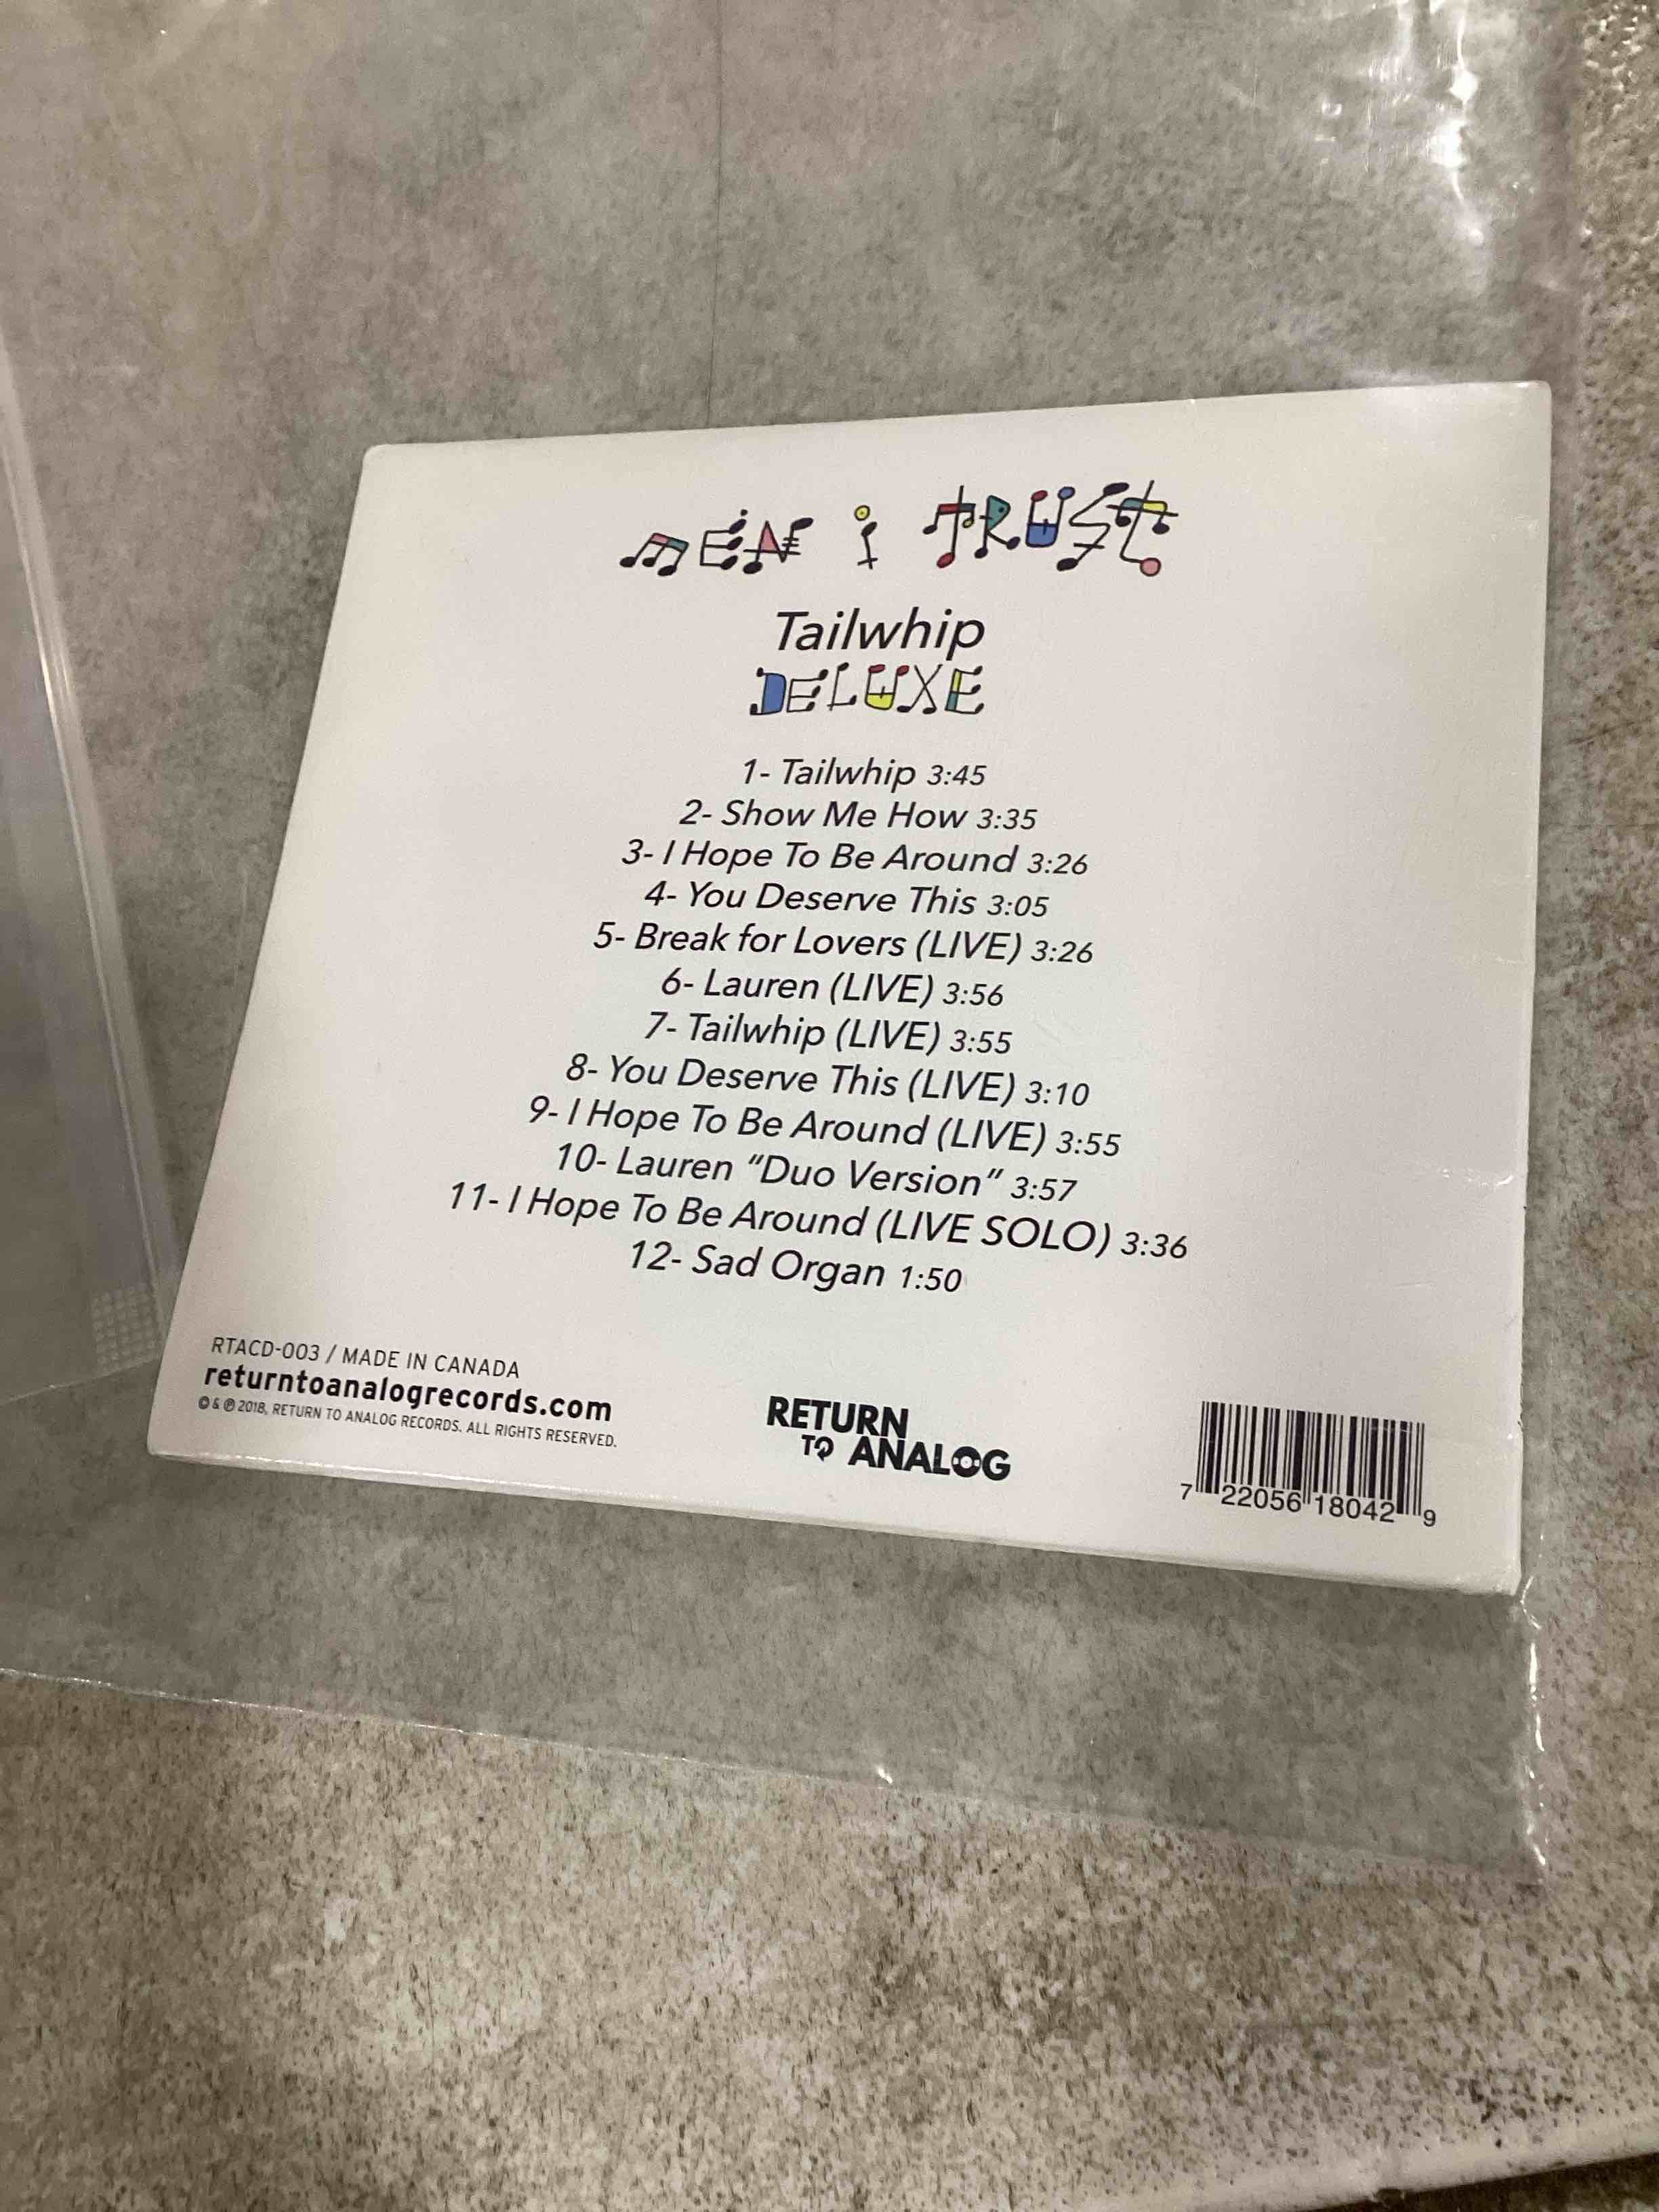 MEN I TRUST
Tailwhip
DELUXE
1- Tailwhip 3:45
2- Show Me How 3:35
3- I Hope To Be Around 3:26
4- You Deserve This 3:05
5- Break for Lovers (LIVE) 3:26
6- Lauren (LIVE) 3:56
7- Tailwhip (LIVE) 3:55
8- You Deserve This (LIVE) 3:10
9- I Hope To Be Around (LIVE) 3:55
10- Lauren “Duo Version” 3:57
11- I Hope To Be Around (LIVE SOLO) 3:36
12- Sad Organ 1:50
RTACD-003 / MADE IN CANADA
returntoanalogrecords.com
© & ℗ 2018, RETURN TO ANALOG RECORDS. ALL RIGHTS RESERVED.
RETURN
TO ANALOG
7 22056 18042 9